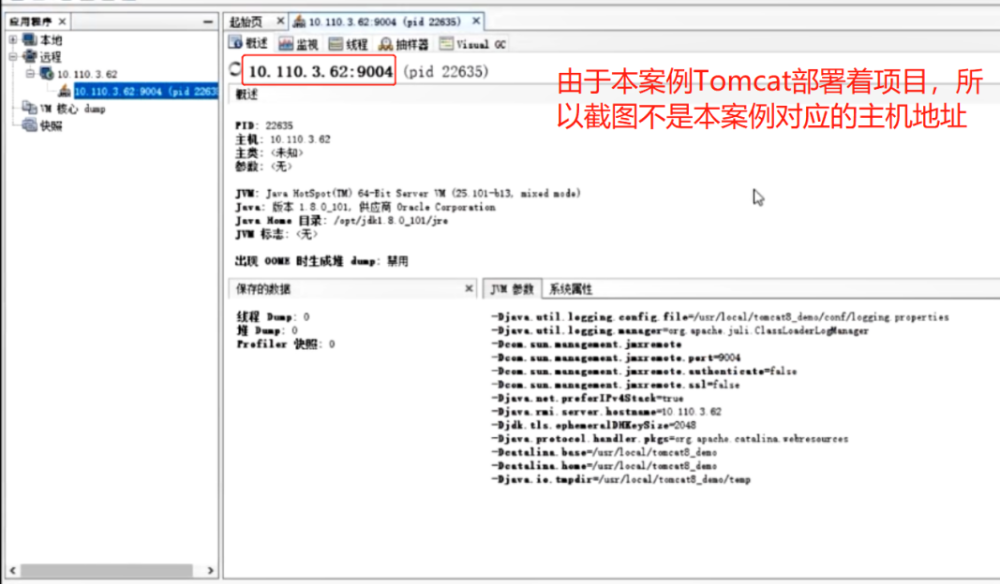 应用程序
起始页
10.110.3.62:9004 (pid 22635)
本地
远程
10.110.3.62
10.110.3.62:9004 (pid 2263
VM 核心 dump
快照
概述 监视 线程 抽样器 Visual GC
10.110.3.62:9004 (pid 22635)
由于本案例Tomcat部署着项目，所
以截图不是本案例对应的主机地址
概述
PID: 22635
主机: 10.110.3.62
主类: <未知>
参数: <无>
JVM: Java HotSpot(TM) 64-Bit Server VM (25.101-b13, mixed mode)
Java: 版本 1.8.0_101, 供应商 Oracle Corporation
Java Home 目录: /opt/jdk1.8.0_101/jre
JVM 标志: <无>
出现 OOME 时生成堆 dump: 禁用
保存的数据
JVM 参数 系统属性
线程 Dump: 0
堆 Dump: 0
Profiler 快照: 0
-Djava.util.logging.config.file=/usr/local/tomcat8_demo/conf/logging.properties
-Djava.util.logging.manager=org.apache.juli.ClassLoaderLogManager
-Dcom.sun.management.jmxremote
-Dcom.sun.management.jmxremote.port=9004
-Dcom.sun.management.jmxremote.authenticate=false
-Dcom.sun.management.jmxremote.ssl=false
-Djava.net.preferIPv4Stack=true
-Djava.rmi.server.hostname=10.110.3.62
-Djdk.tls.ephemeralDHKeySize=2048
-Djava.protocol.handler.pkgs=org.apache.catalina.webresources
-Dcatalina.base=/usr/local/tomcat8_demo
-Dcatalina.home=/usr/local/tomcat8_demo
-Djava.io.tmpdir=/usr/local/tomcat8_demo/temp